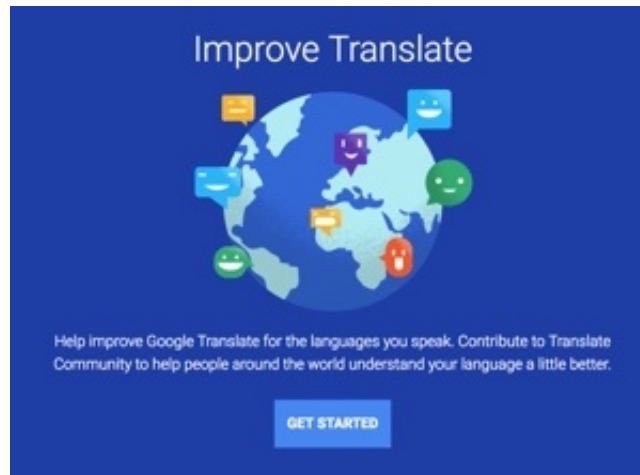 Improve Translate
Help improve Google Translate for the languages you speak. Contribute to Translate
Community to help people around the world understand your language a little better.
GET STARTED